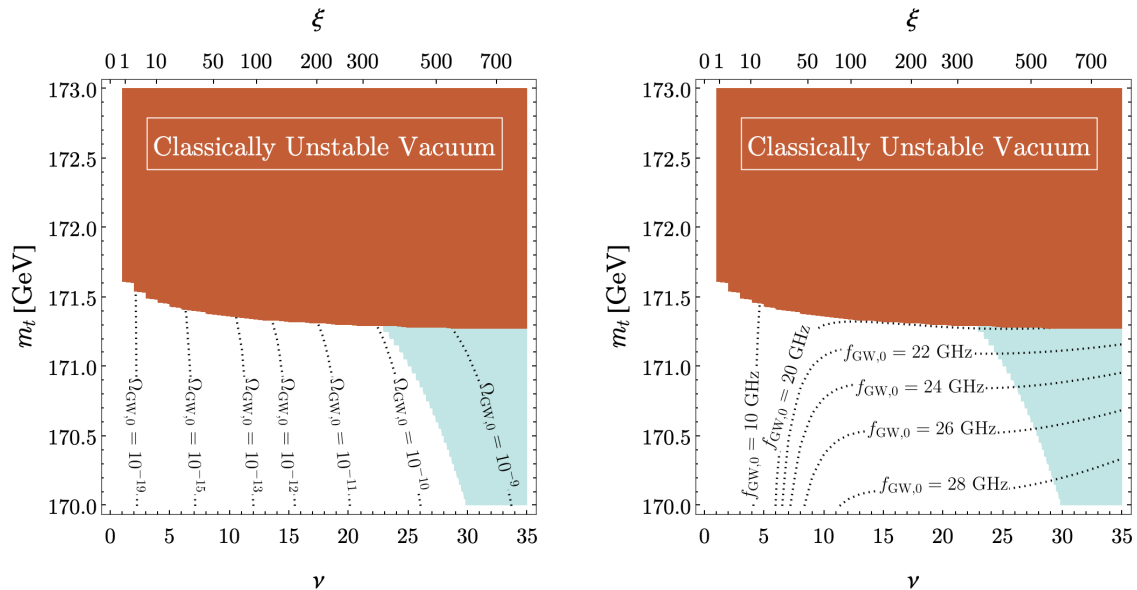 ξ
0 1 10 50 100 200 300 500 700
173.0
172.5
172.0
171.5
171.0
170.5
170.0
m_t [GeV]
Classically Unstable Vacuum
Ω_GW,0 = 10^−19
Ω_GW,0 = 10^−15
Ω_GW,0 = 10^−13
Ω_GW,0 = 10^−12
Ω_GW,0 = 10^−11
Ω_GW,0 = 10^−10
Ω_GW,0 = 10^−9
0 5 10 15 20 25 30 35
ν
ξ
0 1 10 50 100 200 300 500 700
173.0
172.5
172.0
171.5
171.0
170.5
170.0
m_t [GeV]
Classically Unstable Vacuum
f_GW,0 = 10 GHz
f_GW,0 = 20 GHz
f_GW,0 = 22 GHz
f_GW,0 = 24 GHz
f_GW,0 = 26 GHz
f_GW,0 = 28 GHz
0 5 10 15 20 25 30 35
ν